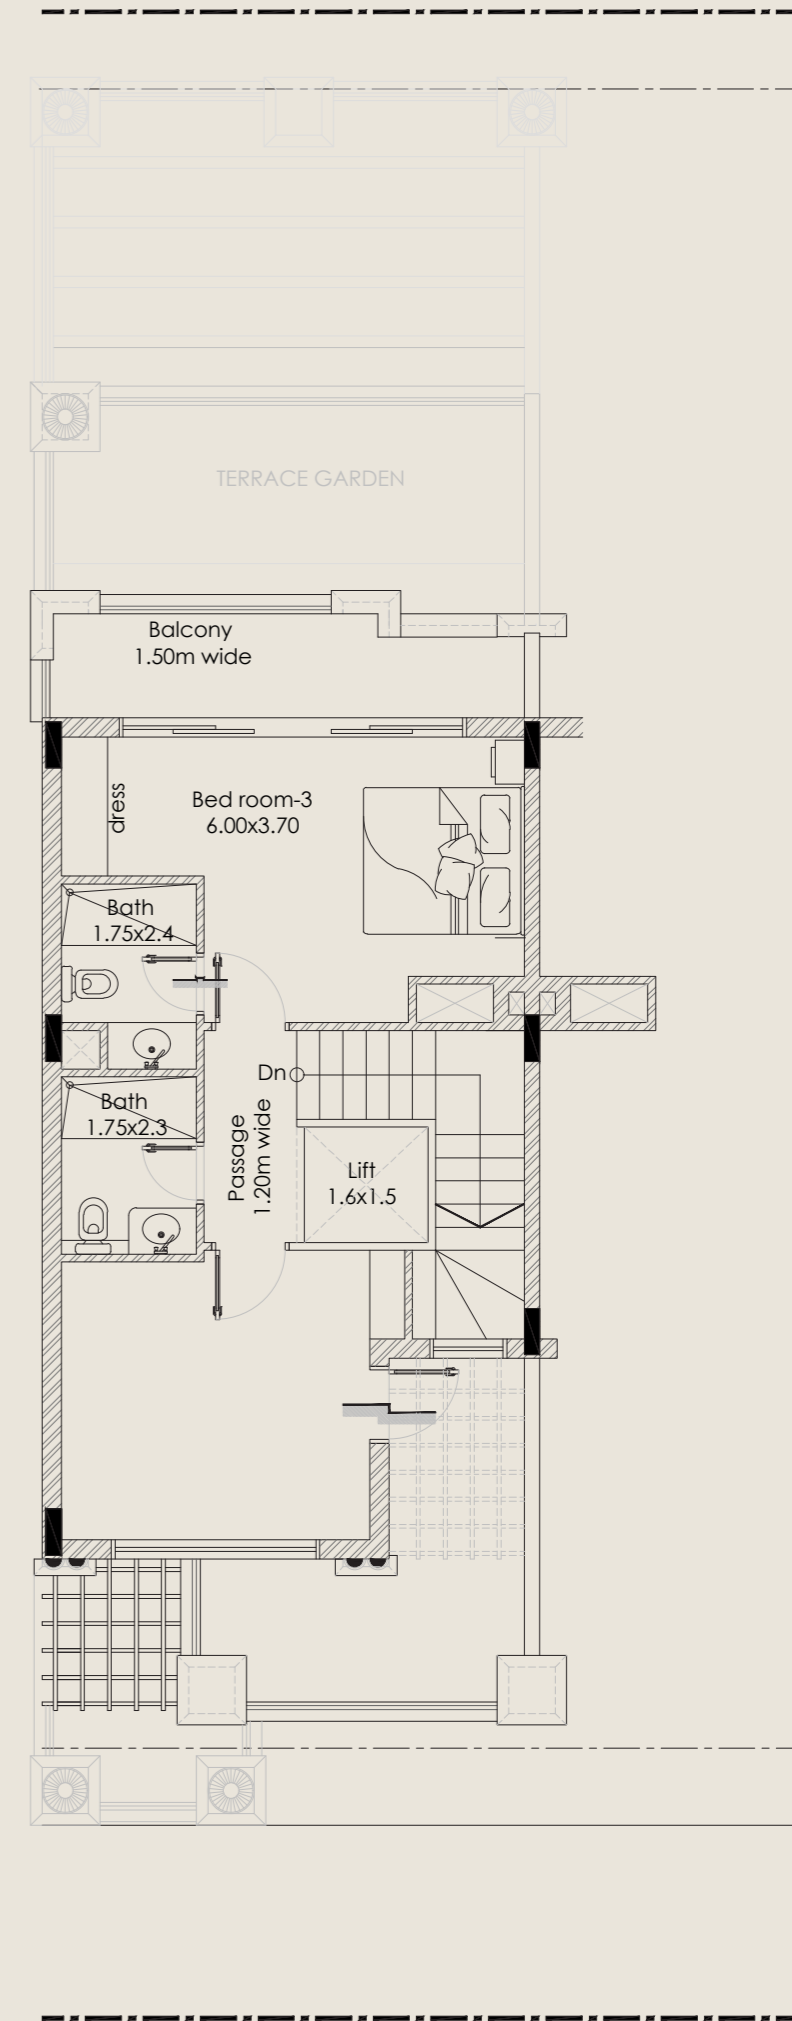 TERRACE GARDEN
Balcony
1.50m wide
dress
Bed room-3
6.00x3.70
Bath
1.75x2.4
Dn
Bath
1.75x2.3
Passage
1.20m wide
Lift
1.6x1.5